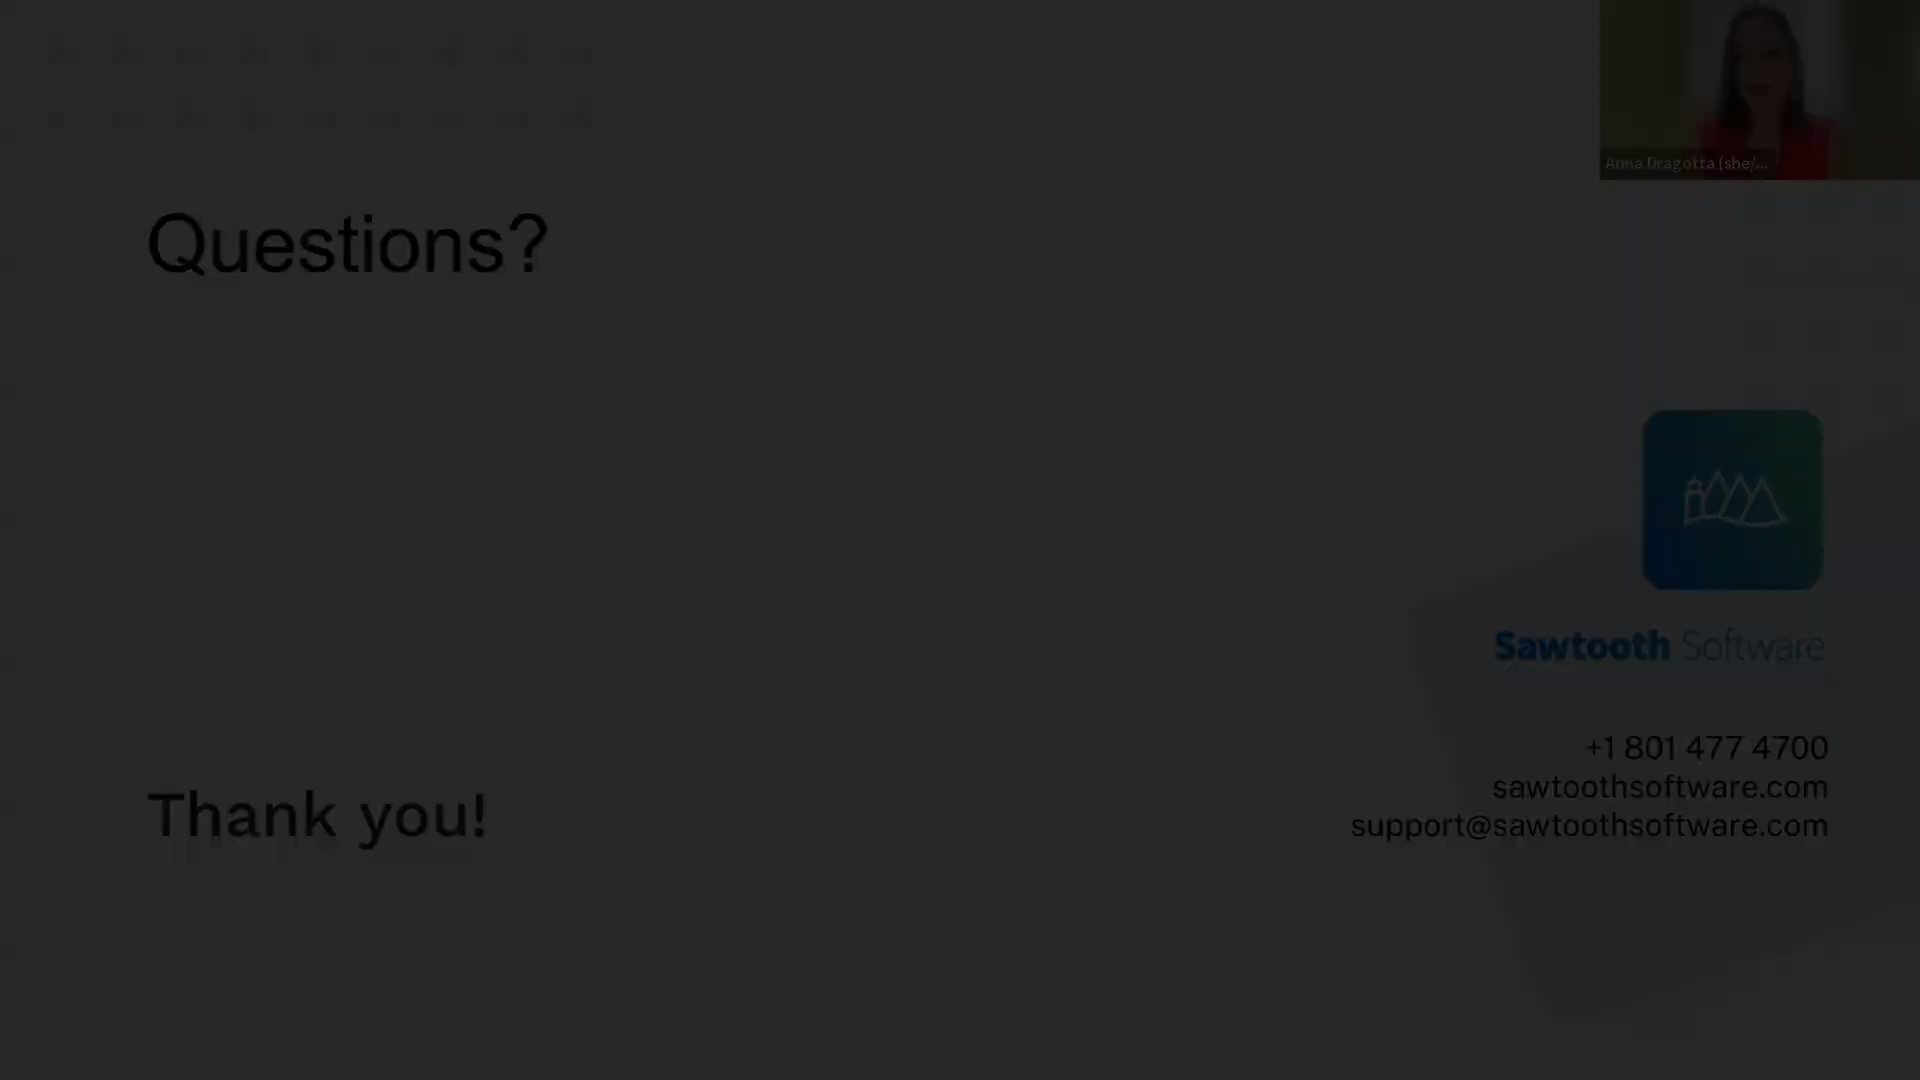 Anna Dragotta (she/...
Questions?
Sawtooth Software
+1 801 477 4700
sawtoothsoftware.com
support@sawtoothsoftware.com
Thank you!